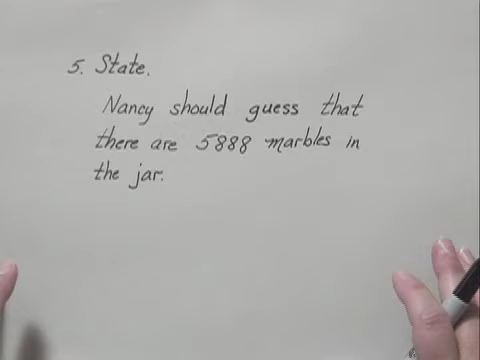 5. State.
Nancy should guess that
there are 5888 marbles in
the jar.